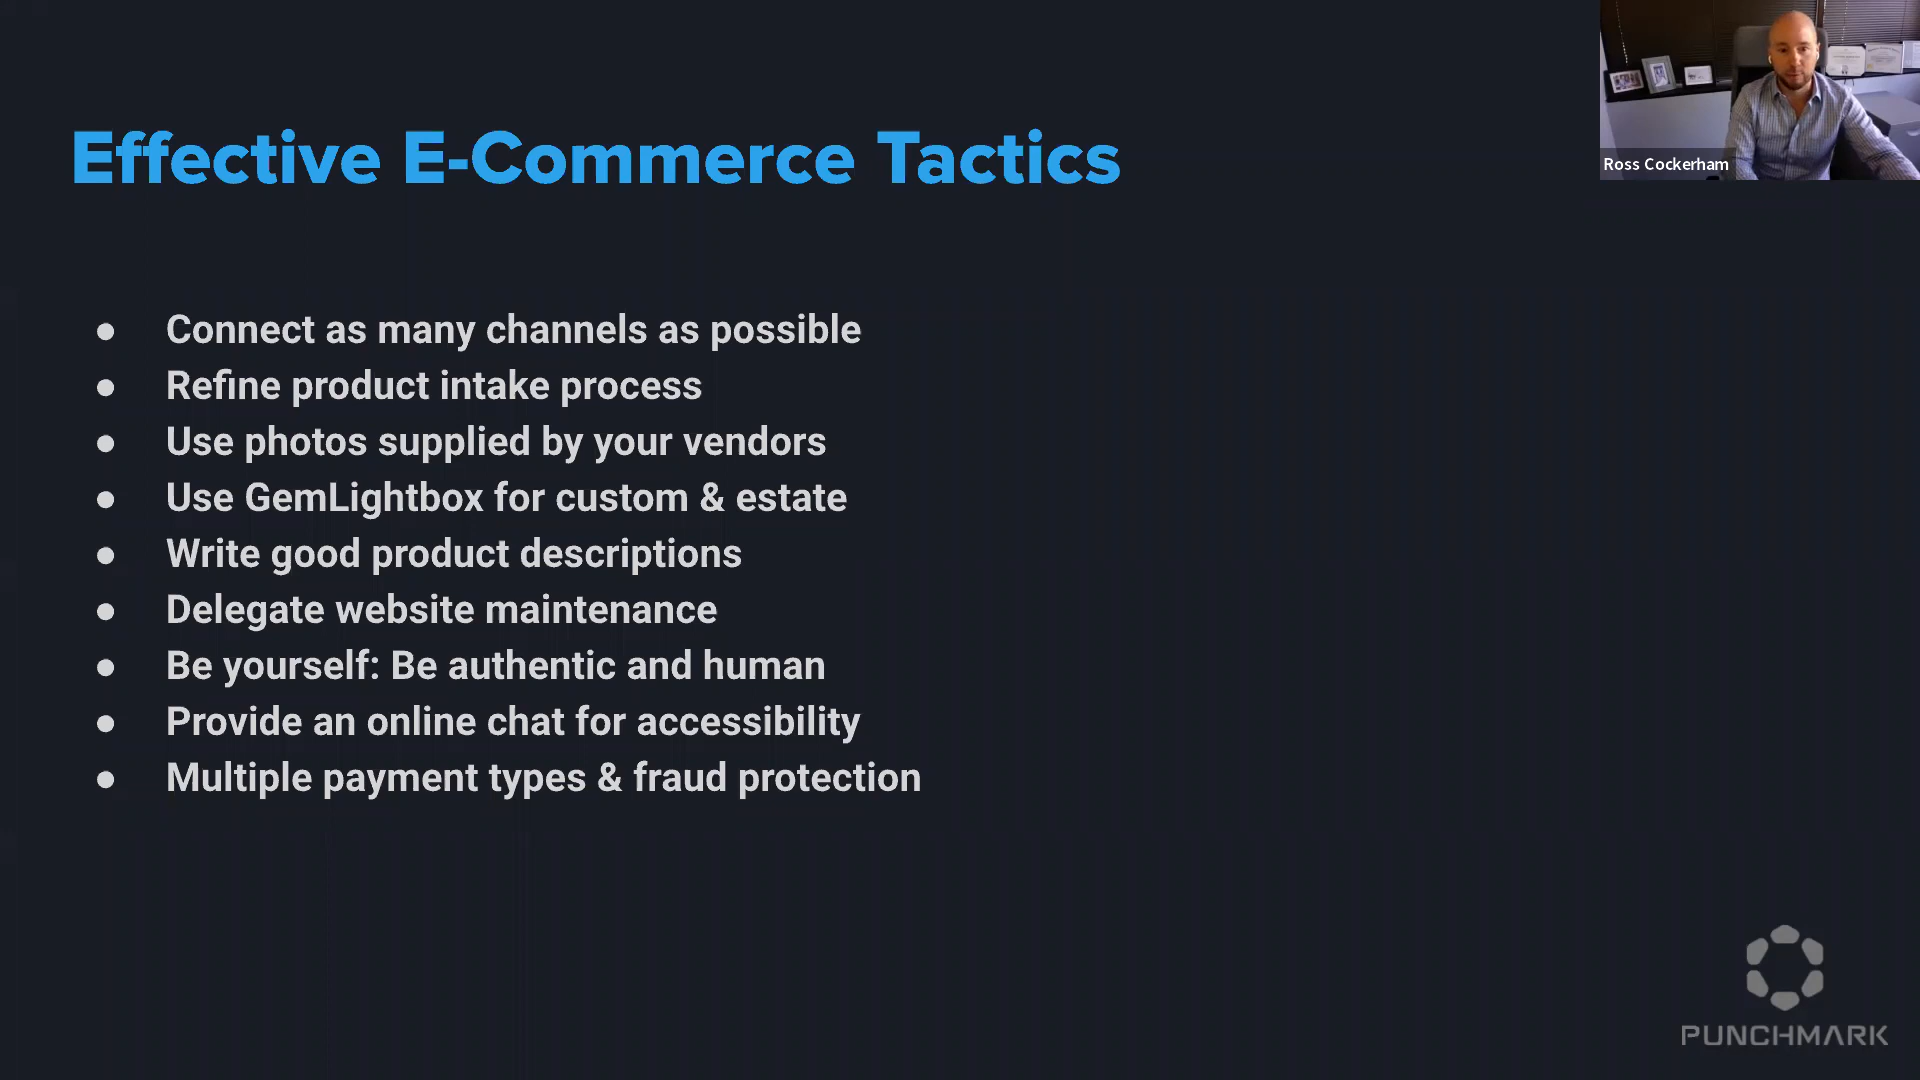 Effective E-Commerce Tactics
Ross Cockerham
● Connect as many channels as possible
● Refine product intake process
● Use photos supplied by your vendors
● Use GemLightbox for custom & estate
● Write good product descriptions
● Delegate website maintenance
● Be yourself: Be authentic and human
● Provide an online chat for accessibility
● Multiple payment types & fraud protection
PUNCHMARK